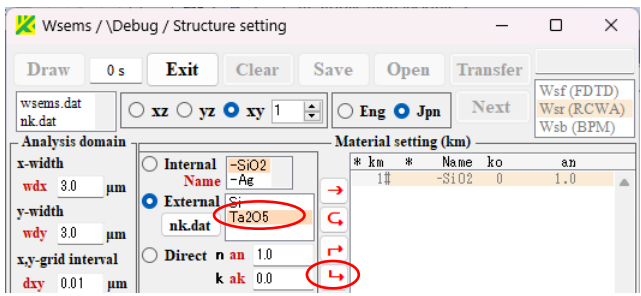 Wsems / \Debug / Structure setting
Draw 0 s Exit Clear Save Open Transfer
wsems.dat
nk.dat
xz yz xy 1
Eng Jpn Next
Wsf (FDTD)
Wsr (RCWA)
Wsb (BPM)
Analysis domain
x-width
wdx 3.0 μm
y-width
wdy 3.0 μm
x,y-grid interval
dxy 0.01 μm
Internal Name
-SiO2
-Ag
External
nk.dat
Si
Ta2O5
Direct n an 1.0
k ak 0.0
Material setting (km)
* km * Name ko an
1# -SiO2 0 1.0